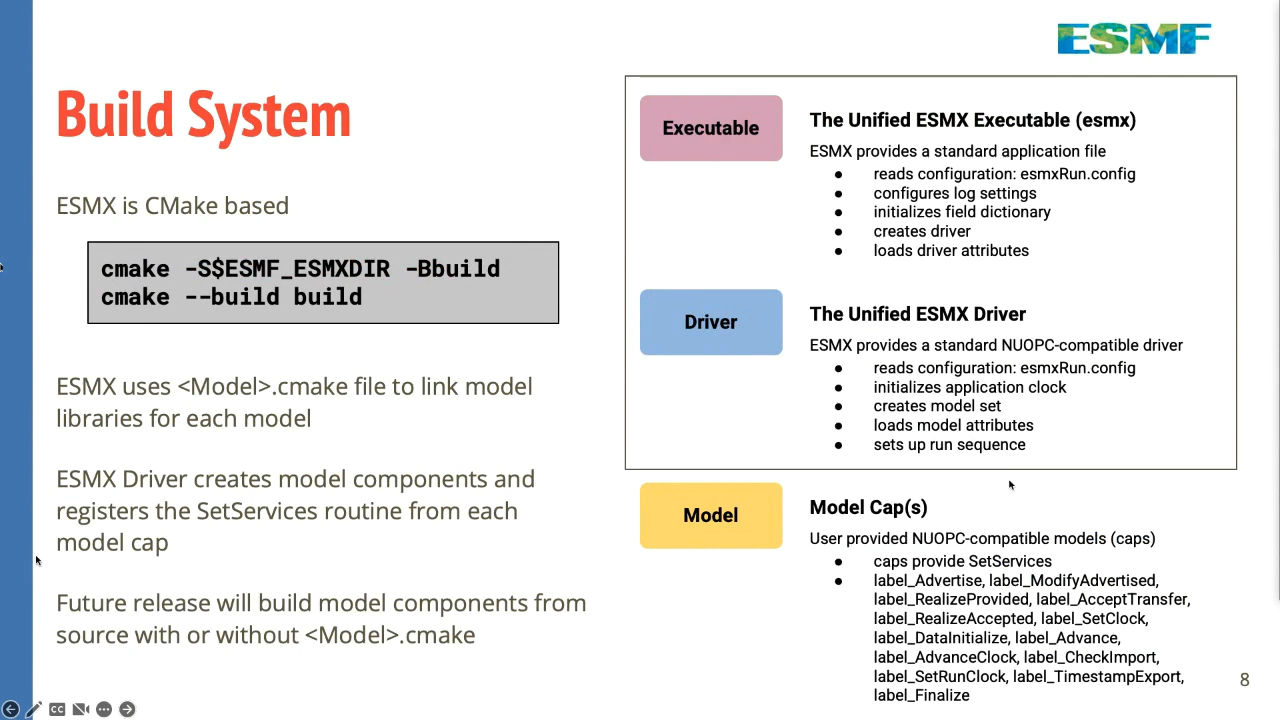 ESMF
Build System
ESMX is CMake based
cmake -S$ESMF_ESMXDIR -Bbuild
cmake --build build
ESMX uses <Model>.cmake file to link model
libraries for each model
ESMX Driver creates model components and
registers the SetServices routine from each
model cap
Future release will build model components from
source with or without <Model>.cmake
Executable
The Unified ESMX Executable (esmx)
ESMX provides a standard application file
● reads configuration: esmxRun.config
● configures log settings
● initializes field dictionary
● creates driver
● loads driver attributes
Driver
The Unified ESMX Driver
ESMX provides a standard NUOPC-compatible driver
● reads configuration: esmxRun.config
● initializes application clock
● creates model set
● loads model attributes
● sets up run sequence
Model
Model Cap(s)
User provided NUOPC-compatible models (caps)
● caps provide SetServices
● label_Advertise, label_ModifyAdvertised,
label_RealizeProvided, label_AcceptTransfer,
label_RealizeAccepted, label_SetClock,
label_DataInitialize, label_Advance,
label_AdvanceClock, label_CheckImport,
label_SetRunClock, label_TimestampExport,
label_Finalize
8
CC